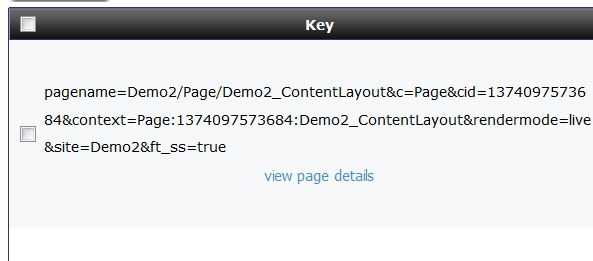 Key
pagename=Demo2/Page/Demo2_ContentLayout&c=Page&cid=13740975736
84&context=Page:1374097573684:Demo2_ContentLayout&rendermode=live
&site=Demo2&ft_ss=true
view page details